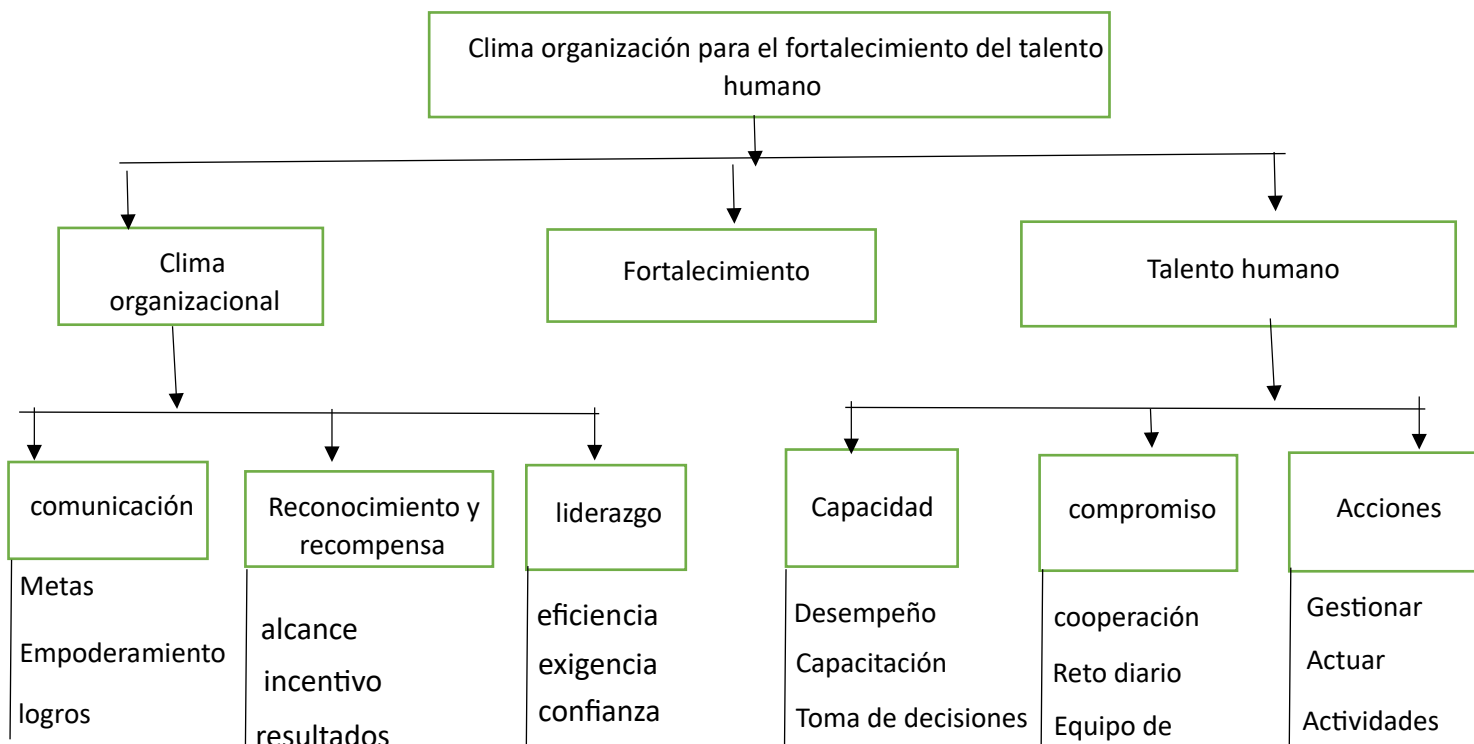 Clima organización para el fortalecimiento del talento
humano
Clima
organizacional
Fortalecimiento
Talento humano
comunicación
Reconocimiento y
recompensa
liderazgo
Capacidad
compromiso
Acciones
Metas
Empoderamiento
logros
alcance
incentivo
resultados
eficiencia
exigencia
confianza
Desempeño
Capacitación
Toma de decisiones
cooperación
Reto diario
Equipo de
Gestionar
Actuar
Actividades